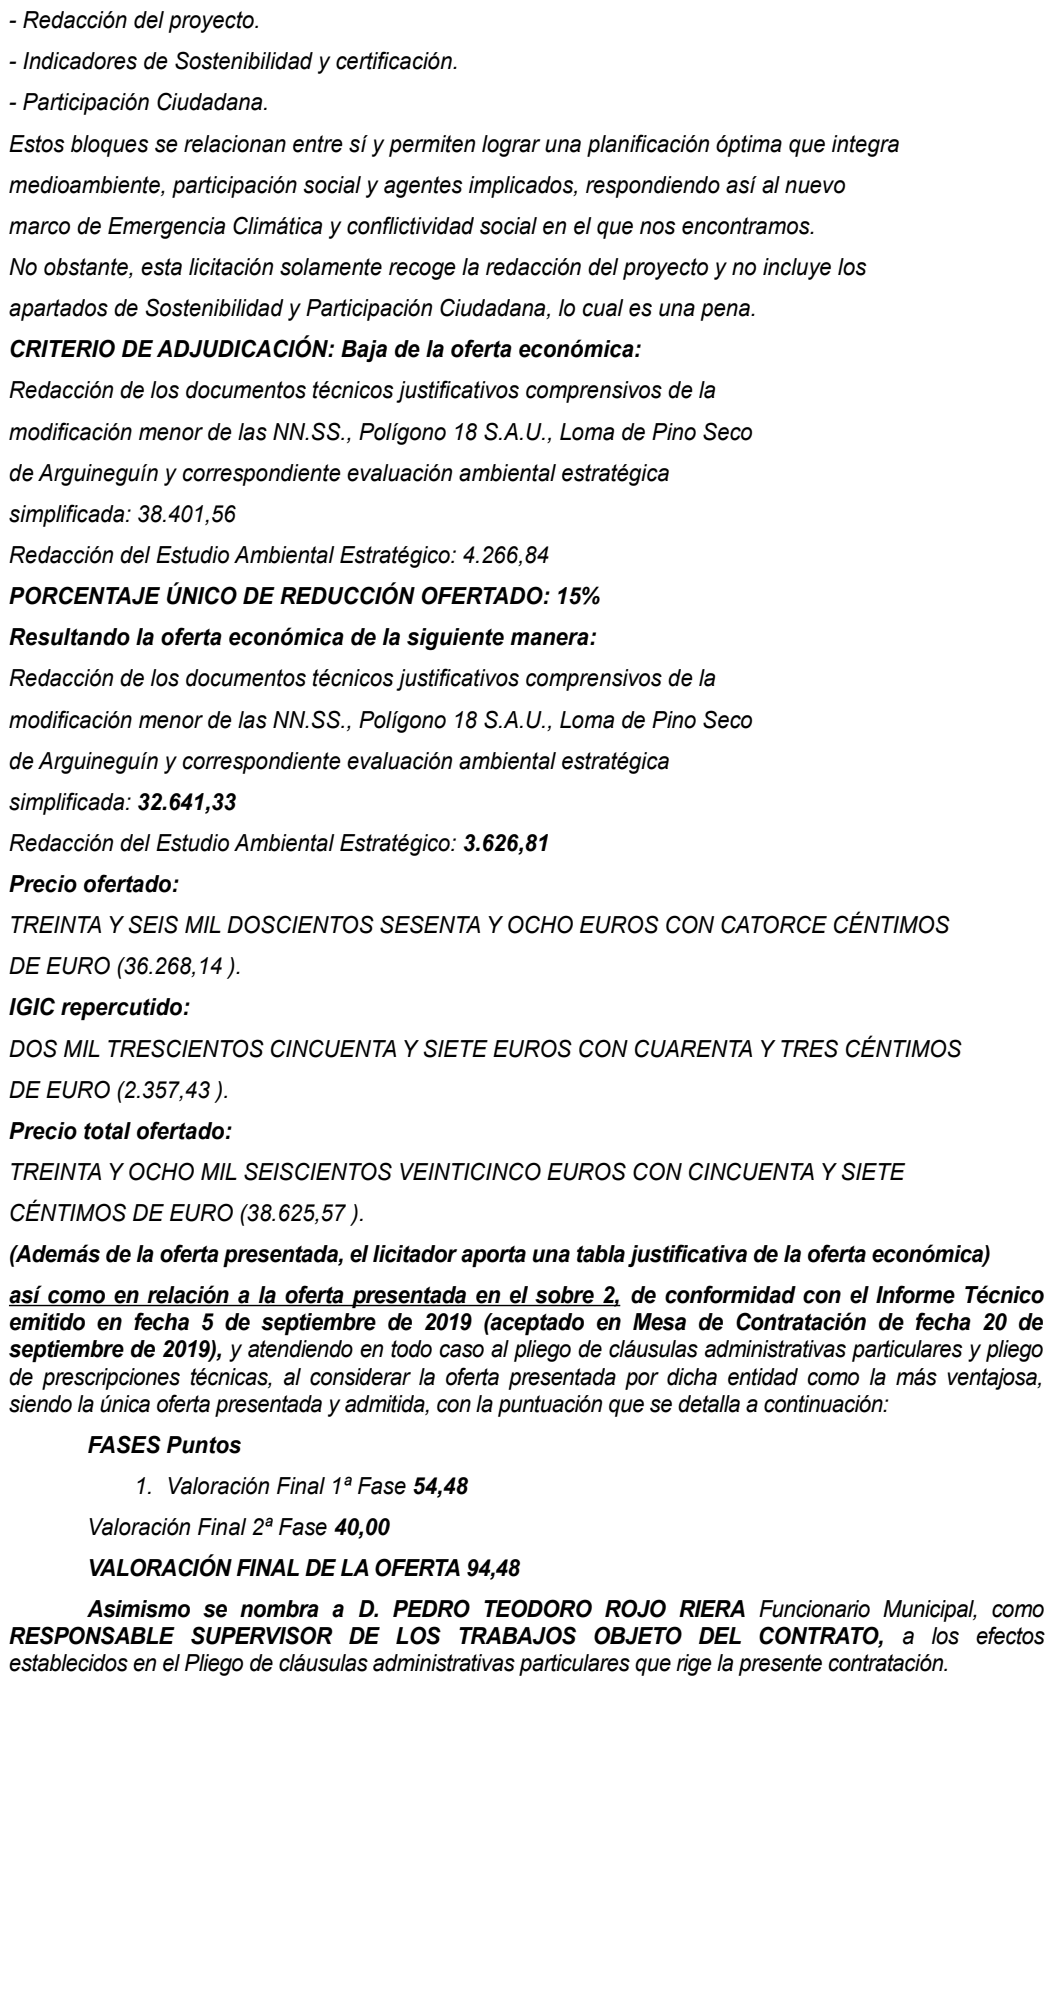 - Redacción del proyecto.
- Indicadores de Sostenibilidad y certificación.
- Participación Ciudadana.
Estos bloques se relacionan entre sí y permiten lograr una planificación óptima que integra
medioambiente, participación social y agentes implicados, respondiendo así al nuevo
marco de Emergencia Climática y conflictividad social en el que nos encontramos.
No obstante, esta licitación solamente recoge la redacción del proyecto y no incluye los
apartados de Sostenibilidad y Participación Ciudadana, lo cual es una pena.
CRITERIO DE ADJUDICACIÓN: Baja de la oferta económica:
Redacción de los documentos técnicos justificativos comprensivos de la
modificación menor de las NN.SS., Polígono 18 S.A.U., Loma de Pino Seco
de Arguineguín y correspondiente evaluación ambiental estratégica
simplificada: 38.401,56
Redacción del Estudio Ambiental Estratégico: 4.266,84
PORCENTAJE ÚNICO DE REDUCCIÓN OFERTADO: 15%
Resultando la oferta económica de la siguiente manera:
Redacción de los documentos técnicos justificativos comprensivos de la
modificación menor de las NN.SS., Polígono 18 S.A.U., Loma de Pino Seco
de Arguineguín y correspondiente evaluación ambiental estratégica
simplificada: 32.641,33
Redacción del Estudio Ambiental Estratégico: 3.626,81
Precio ofertado:
TREINTA Y SEIS MIL DOSCIENTOS SESENTA Y OCHO EUROS CON CATORCE CÉNTIMOS
DE EURO (36.268,14 ).
IGIC repercutido:
DOS MIL TRESCIENTOS CINCUENTA Y SIETE EUROS CON CUARENTA Y TRES CÉNTIMOS
DE EURO (2.357,43 ).
Precio total ofertado:
TREINTA Y OCHO MIL SEISCIENTOS VEINTICINCO EUROS CON CINCUENTA Y SIETE
CÉNTIMOS DE EURO (38.625,57 ).
(Además de la oferta presentada, el licitador aporta una tabla justificativa de la oferta económica)
así como en relación a la oferta presentada en el sobre 2, de conformidad con el Informe Técnico
emitido en fecha 5 de septiembre de 2019 (aceptado en Mesa de Contratación de fecha 20 de
septiembre de 2019), y atendiendo en todo caso al pliego de cláusulas administrativas particulares y pliego
de prescripciones técnicas, al considerar la oferta presentada por dicha entidad como la más ventajosa,
siendo la única oferta presentada y admitida, con la puntuación que se detalla a continuación:
FASES Puntos
1. Valoración Final 1ª Fase 54,48
Valoración Final 2ª Fase 40,00
VALORACIÓN FINAL DE LA OFERTA 94,48
Asimismo se nombra a D. PEDRO TEODORO ROJO RIERA Funcionario Municipal, como
RESPONSABLE SUPERVISOR DE LOS TRABAJOS OBJETO DEL CONTRATO, a los efectos
establecidos en el Pliego de cláusulas administrativas particulares que rige la presente contratación.